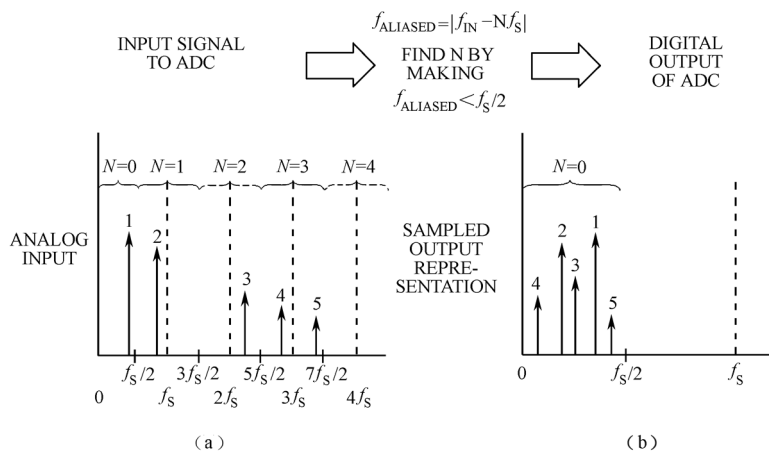 INPUT SIGNAL
TO ADC
f_ALIASED=|f_IN−Nf_S|
FIND N BY
MAKING
f_ALIASED<f_S/2
DIGITAL
OUTPUT
OF ADC
N=0 N=1 N=2 N=3 N=4
ANALOG
INPUT
1 2 3 4 5
0 f_S/2 f_S 3f_S/2 2f_S 5f_S/2 3f_S 7f_S/2 4f_S
(a)
SAMPLED
OUTPUT
REPRE-
SENTATION
N=0
4 2 3 1 5
0 f_S/2 f_S
(b)